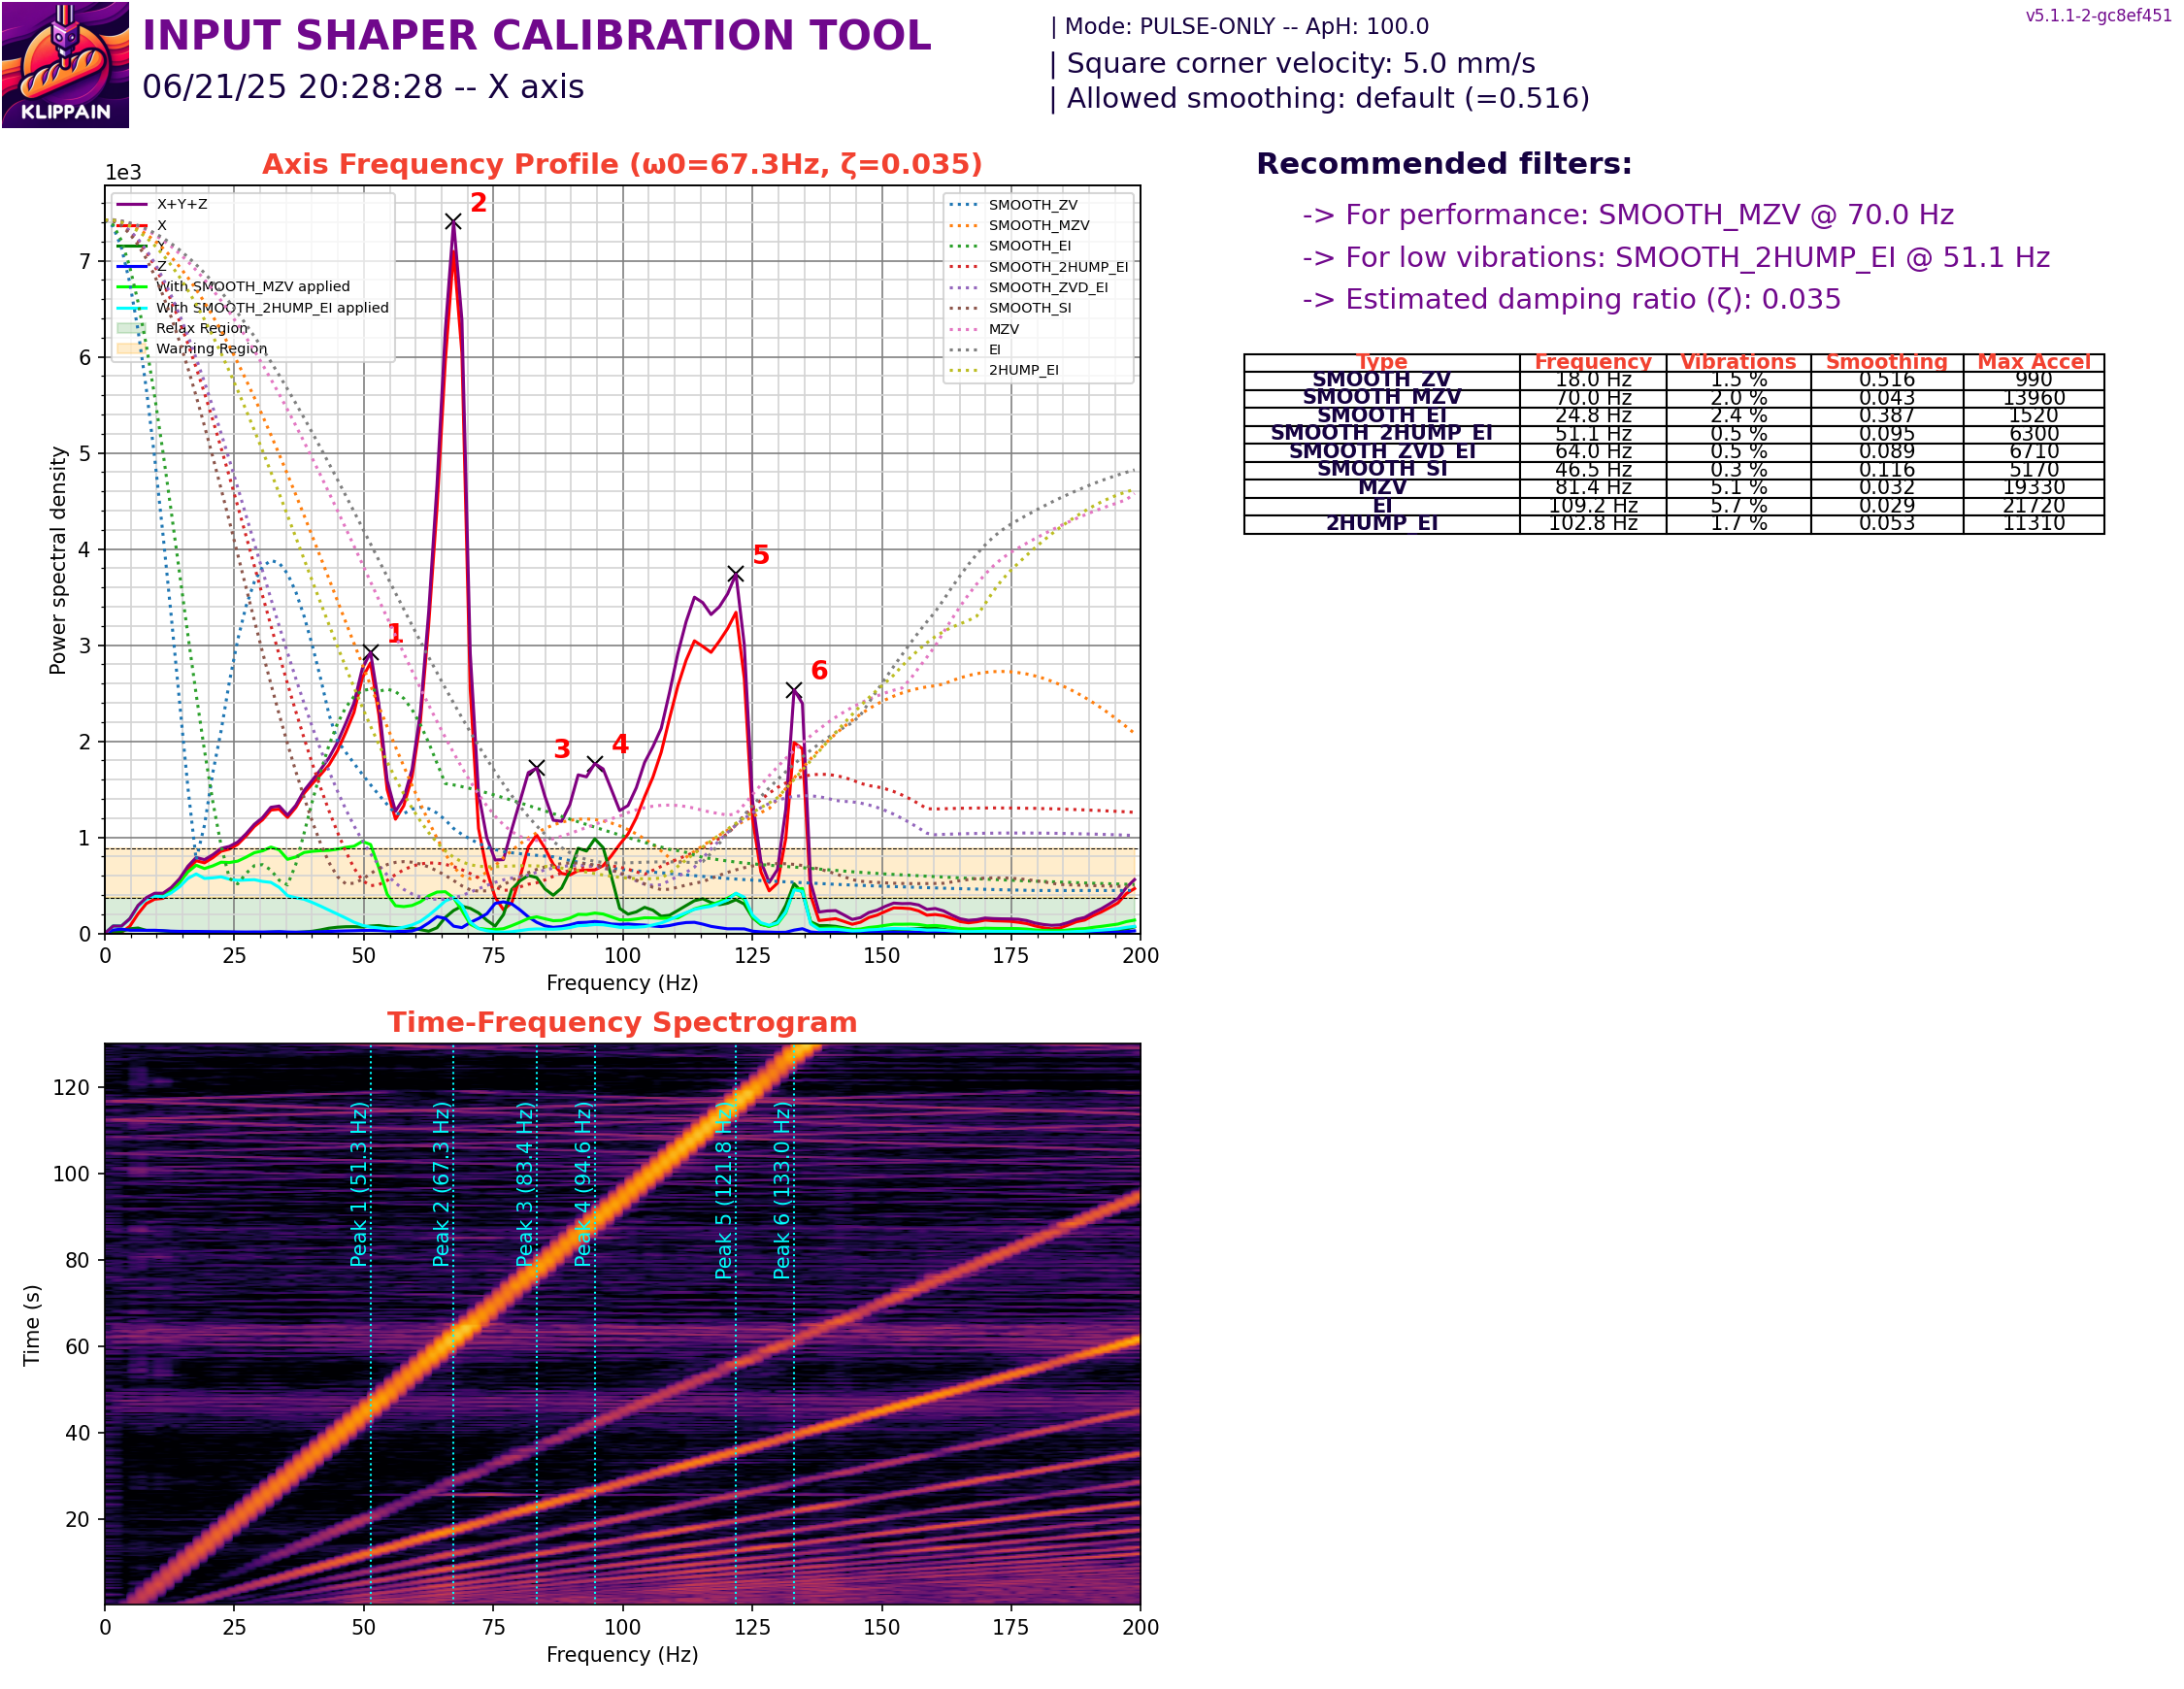 INPUT SHAPER CALIBRATION TOOL
06/21/25 20:28:28 -- X axis
KLIPPAIN
| Mode: PULSE-ONLY -- ApH: 100.0
| Square corner velocity: 5.0 mm/s
| Allowed smoothing: default (=0.516)
v5.1.1-2-gc8ef451
Axis Frequency Profile (ω0=67.3Hz, ζ=0.035)
1e3
Power spectral density
7
6
5
4
3
2
1
0
X+Y+Z
X
Y
Z
With SMOOTH_MZV applied
With SMOOTH_2HUMP_EI applied
Relax Region
Warning Region
SMOOTH_ZV
SMOOTH_MZV
SMOOTH_EI
SMOOTH_2HUMP_EI
SMOOTH_ZVD_EI
SMOOTH_SI
MZV
EI
2HUMP_EI
1
2
3
4
5
6
0 25 50 75 100 125 150 175 200
Frequency (Hz)
Recommended filters:
-> For performance: SMOOTH_MZV @ 70.0 Hz
-> For low vibrations: SMOOTH_2HUMP_EI @ 51.1 Hz
-> Estimated damping ratio (ζ): 0.035
Type Frequency Vibrations Smoothing Max Accel
SMOOTH_ZV 18.0 Hz 1.5 % 0.516 990
SMOOTH_MZV 70.0 Hz 2.0 % 0.043 13960
SMOOTH_EI 24.8 Hz 2.4 % 0.387 1520
SMOOTH_2HUMP_EI 51.1 Hz 0.5 % 0.095 6300
SMOOTH_ZVD_EI 64.0 Hz 0.5 % 0.089 6710
SMOOTH_SI 46.5 Hz 0.3 % 0.116 5170
MZV 81.4 Hz 5.1 % 0.032 19330
EI 109.2 Hz 5.7 % 0.029 21720
2HUMP_EI 102.8 Hz 1.7 % 0.053 11310
Time-Frequency Spectrogram
Time (s)
120
100
80
60
40
20
Peak 1 (51.3 Hz)
Peak 2 (67.3 Hz)
Peak 3 (83.4 Hz)
Peak 4 (94.6 Hz)
Peak 5 (121.8 Hz)
Peak 6 (133.0 Hz)
0 25 50 75 100 125 150 175 200
Frequency (Hz)